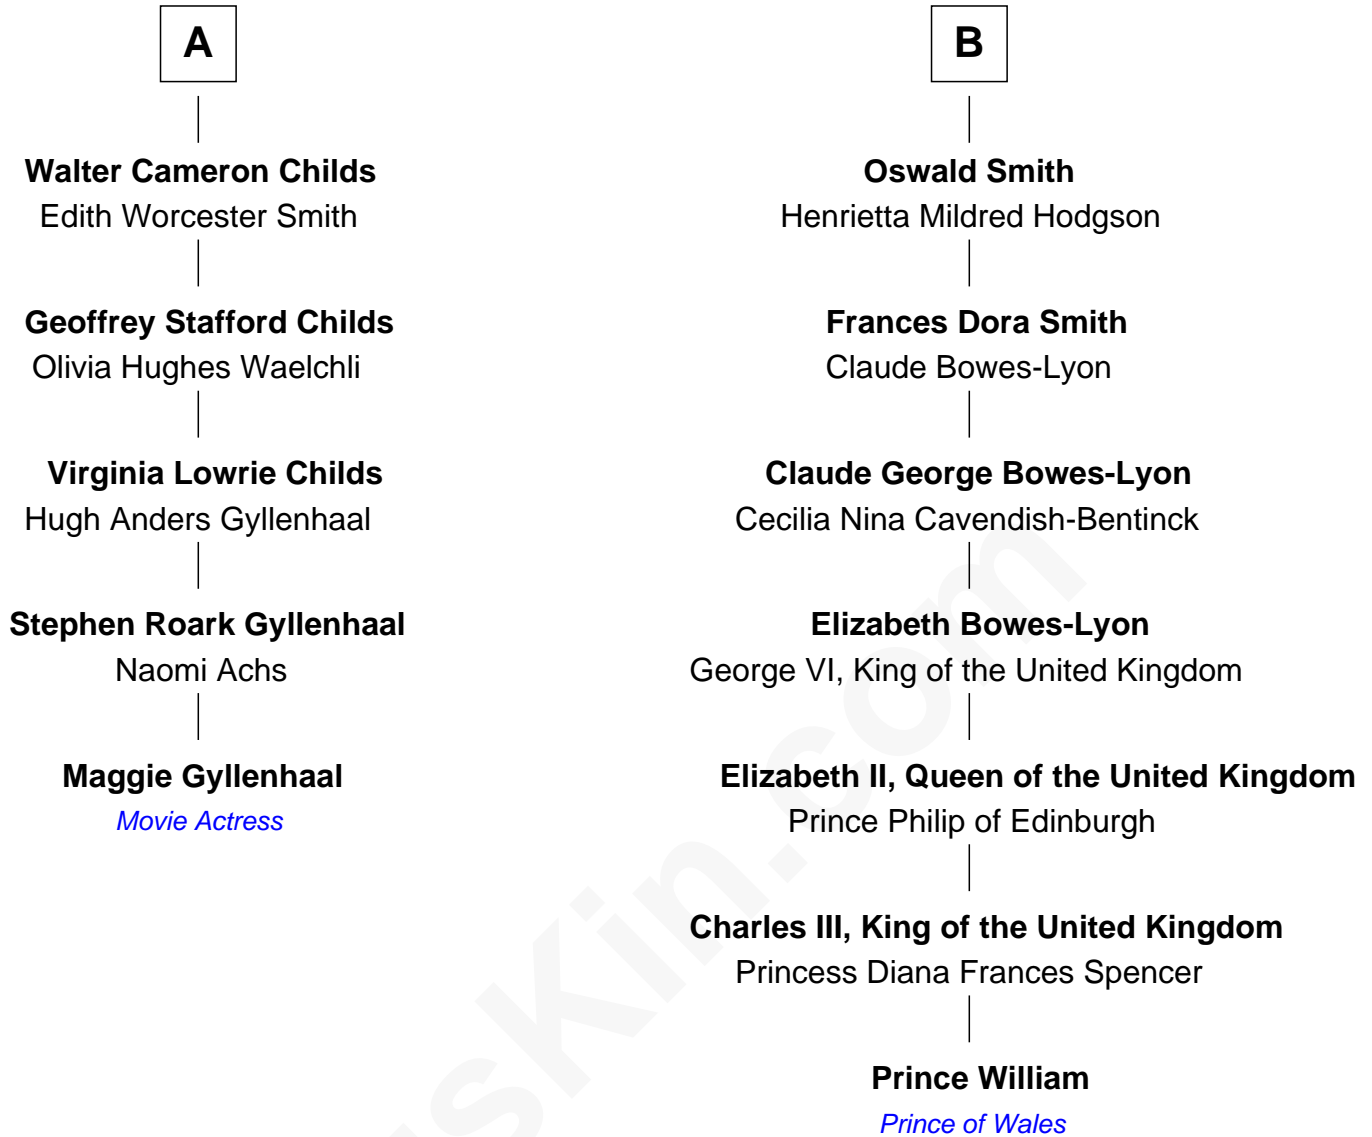 A
Walter Cameron Childs
Edith Worcester Smith
Geoffrey Stafford Childs
Olivia Hughes Waelchli
Virginia Lowrie Childs
Hugh Anders Gyllenhaal
Stephen Roark Gyllenhaal
Naomi Achs
Maggie Gyllenhaal
Movie Actress
B
Oswald Smith
Henrietta Mildred Hodgson
Frances Dora Smith
Claude Bowes-Lyon
Claude George Bowes-Lyon
Cecilia Nina Cavendish-Bentinck
Elizabeth Bowes-Lyon
George VI, King of the United Kingdom
Elizabeth II, Queen of the United Kingdom
Prince Philip of Edinburgh
Charles III, King of the United Kingdom
Princess Diana Frances Spencer
Prince William
Prince of Wales
sKin.com